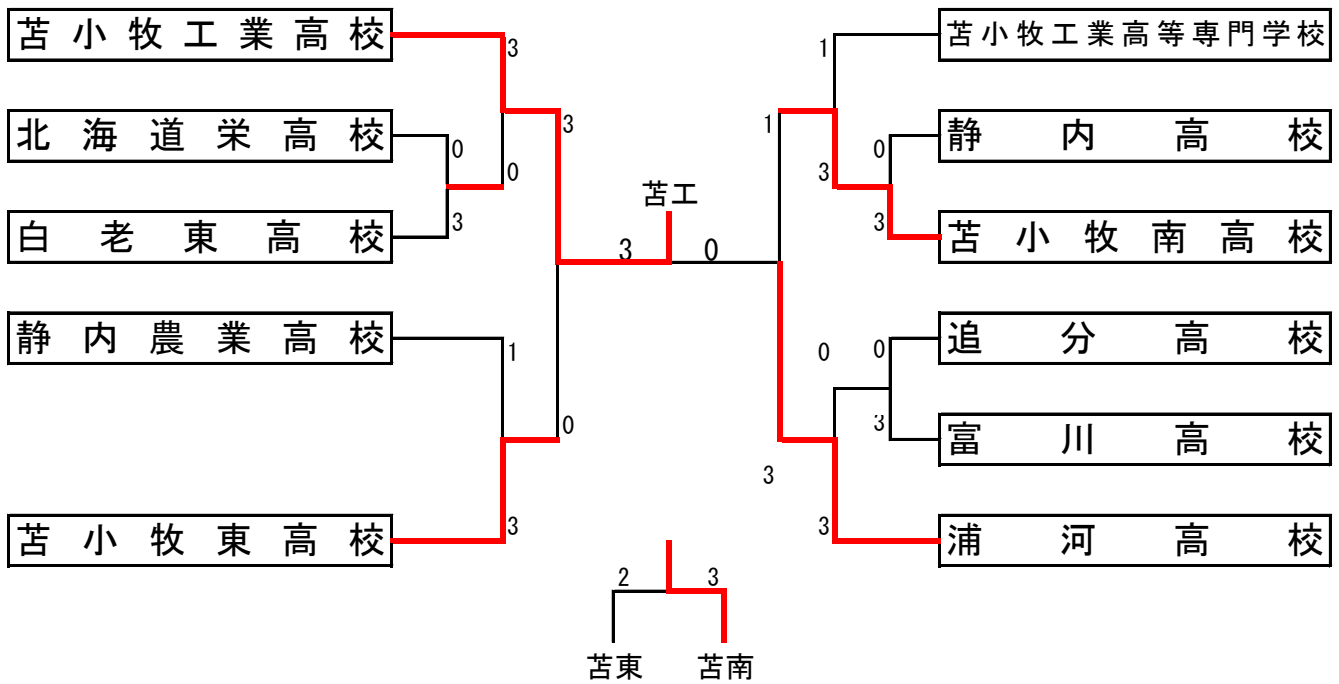 苫小牧工業高校
3
北海道栄高校
0
3
0
白老東高校
3
静内農業高校
1
0
苫小牧東高校
3
苫工
3 0
苫小牧工業高等専門学校
1
1
静内高校
0
3
苫小牧南高校
3
追分高校
0
0
富川高校
3
3
浦河高校
3
2 3
苫東 苫南